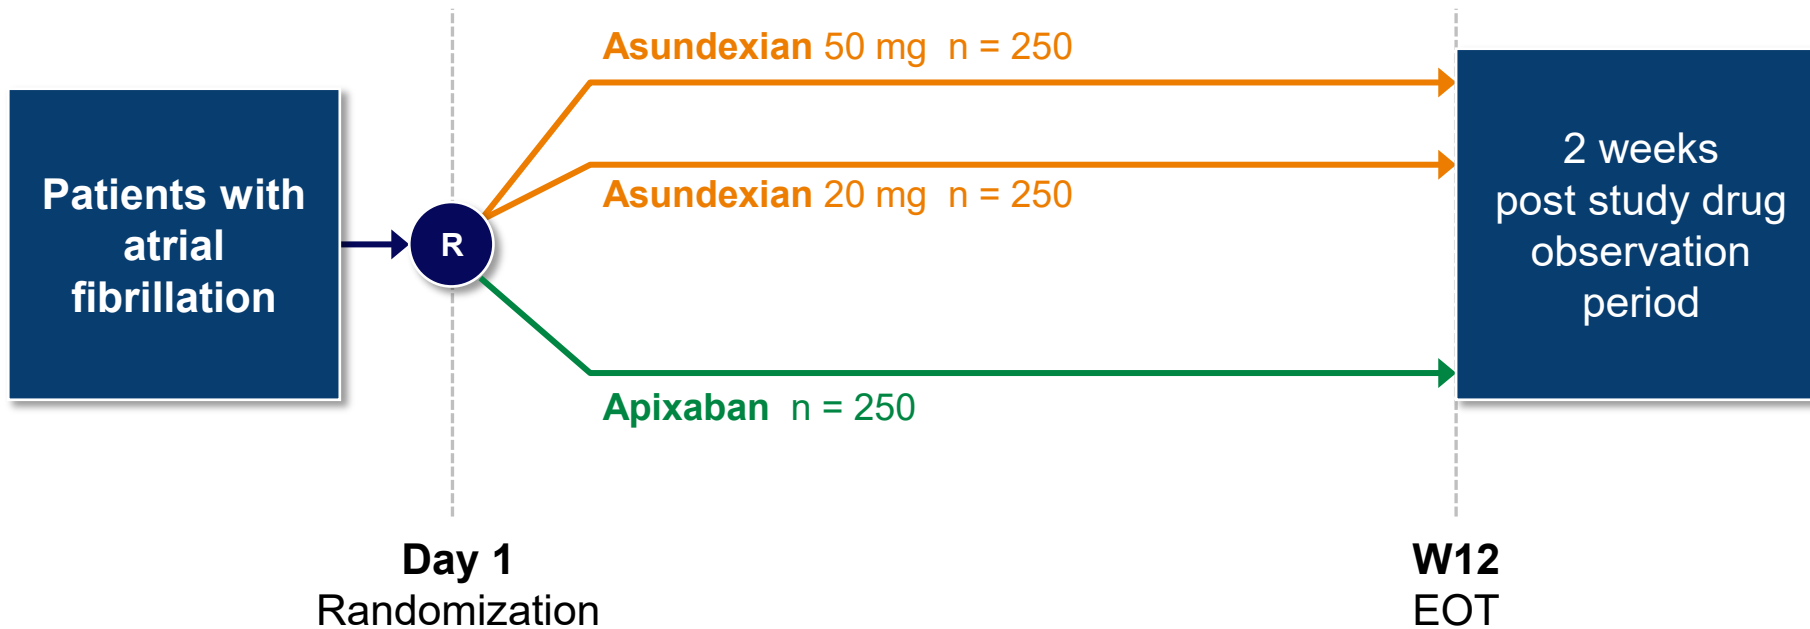 Patients with
atrial
fibrillation
R
Asundexian 50 mg n = 250
Asundexian 20 mg n = 250
Apixaban n = 250
2 weeks
post study drug
observation
period
Day 1
Randomization
W12
EOT